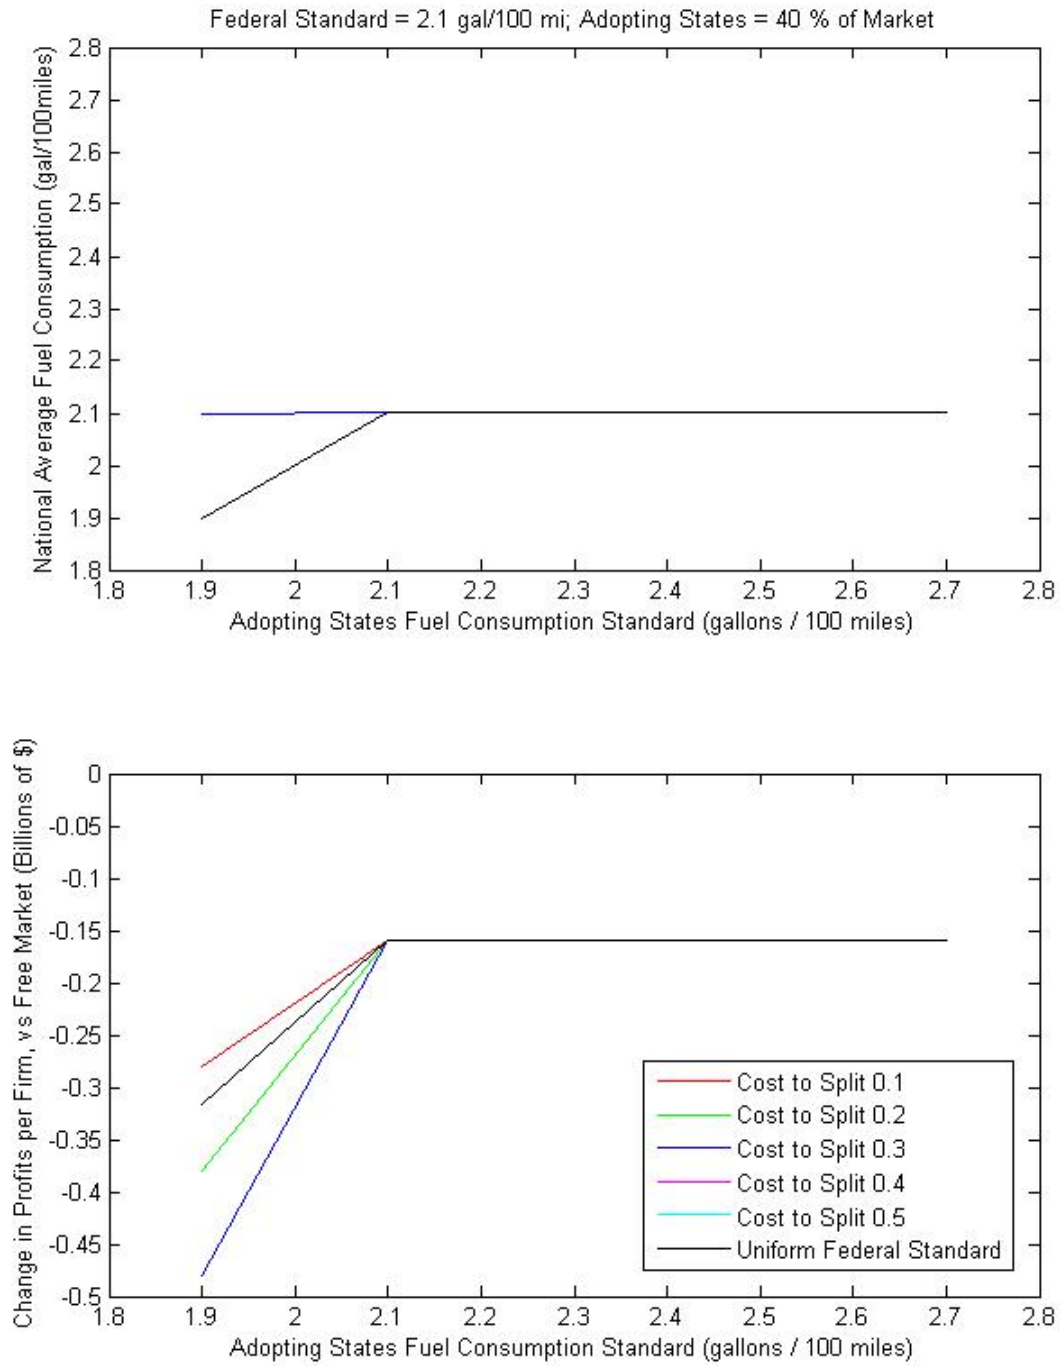 Federal Standard = 2.1 gal/100 mi; Adopting States = 40 % of Market
National Average Fuel Consumption (gal/100miles)
2.8
2.7
2.6
2.5
2.4
2.3
2.2
2.1
2
1.9
1.8
1.8 1.9 2 2.1 2.2 2.3 2.4 2.5 2.6 2.7 2.8
Adopting States Fuel Consumption Standard (gallons / 100 miles)
Change in Profits per Firm, vs Free Market (Billions of $)
0
-0.05
-0.1
-0.15
-0.2
-0.25
-0.3
-0.35
-0.4
-0.45
-0.5
Cost to Split 0.1
Cost to Split 0.2
Cost to Split 0.3
Cost to Split 0.4
Cost to Split 0.5
Uniform Federal Standard
1.8 1.9 2 2.1 2.2 2.3 2.4 2.5 2.6 2.7 2.8
Adopting States Fuel Consumption Standard (gallons / 100 miles)